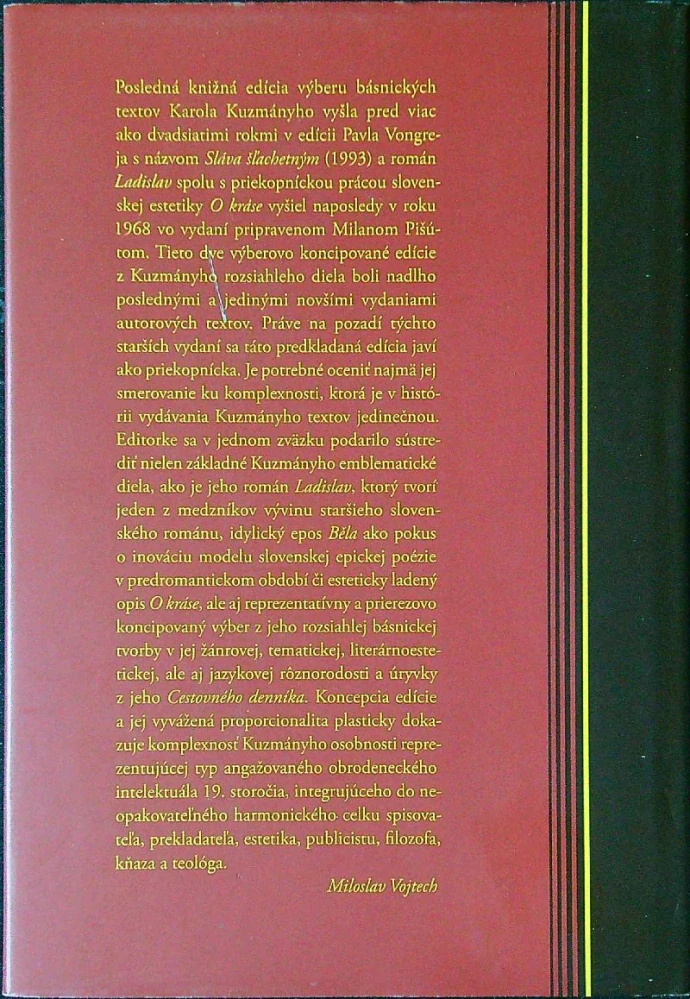 Posledná knižná edícia výberu básnických
textov Karola Kuzmányho vyšla pred viac
ako dvadsiatimi rokmi v edícii Pavla Vongre-
ja s názvom Sláva šľachetným (1993) a román
Ladislav spolu s priekopníckou prácou sloven-
skej estetiky O kráse vyšiel naposledy v roku
1968 vo vydaní pripravenom Milanom Pišú-
tom. Tieto dve výberovo koncipované edície
z Kuzmányho rozsiahleho diela boli nadlho
poslednými a jedinými novšími vydaniami
autorových textov. Práve na pozadí týchto
starších vydaní sa táto predkladaná edícia javí
ako priekopnícka. Je potrebné oceniť najmä jej
smerovanie ku komplexnosti, ktorá je v histó-
rii vydávania Kuzmányho textov jedinečnou.
Editorke sa v jednom zväzku podarilo sústre-
diť nielen základné Kuzmányho emblematické
diela, ako je jeho román Ladislav, ktorý tvorí
jeden z medzníkov vývinu staršieho sloven-
ského románu, idylický epos Běla ako pokus
o inováciu modelu slovenskej epickej poézie
v predromantickom období či esteticky ladený
opis O kráse, ale aj reprezentatívny a prierezovo
koncipovaný výber z jeho rozsiahlej básnickej
tvorby v jej žánrovej, tematickej, literárnoeste-
tickej, ale aj jazykovej rôznorodosti a úryvky
z jeho Cestovného denníka. Koncepcia edície
a jej vyvážená proporcionalita plasticky doka-
zuje komplexnosť Kuzmányho osobnosti repre-
zentujúcej typ angažovaného obrodeneckého
intelektuála 19. storočia, integrujúceho do ne-
opakovateľného harmonického celku spisova-
teľa, prekladateľa, estetika, publicistu, filozofa,
kňaza a teológa.
Miloslav Vojtech